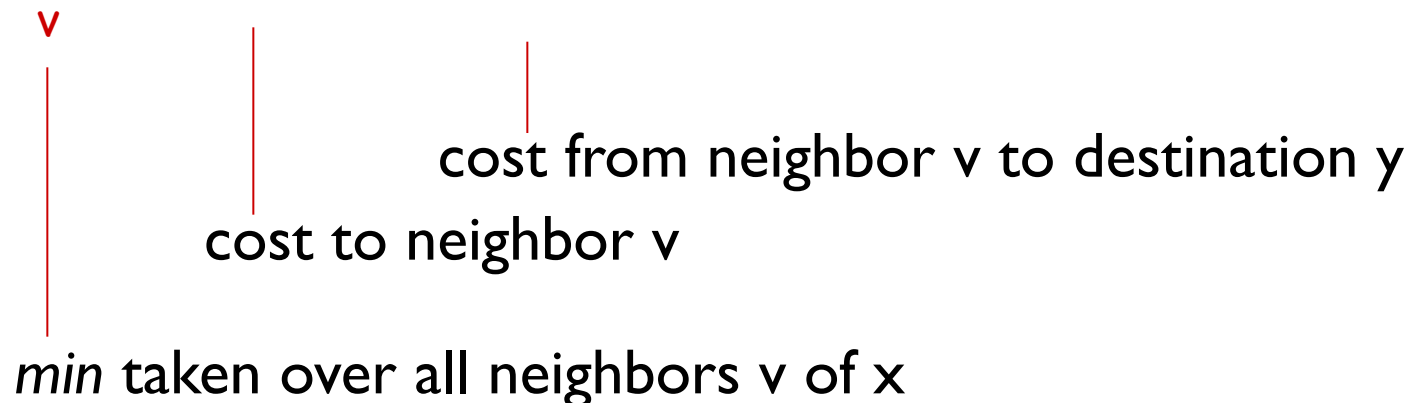 v
cost from neighbor v to destination y
cost to neighbor v
min taken over all neighbors v of x